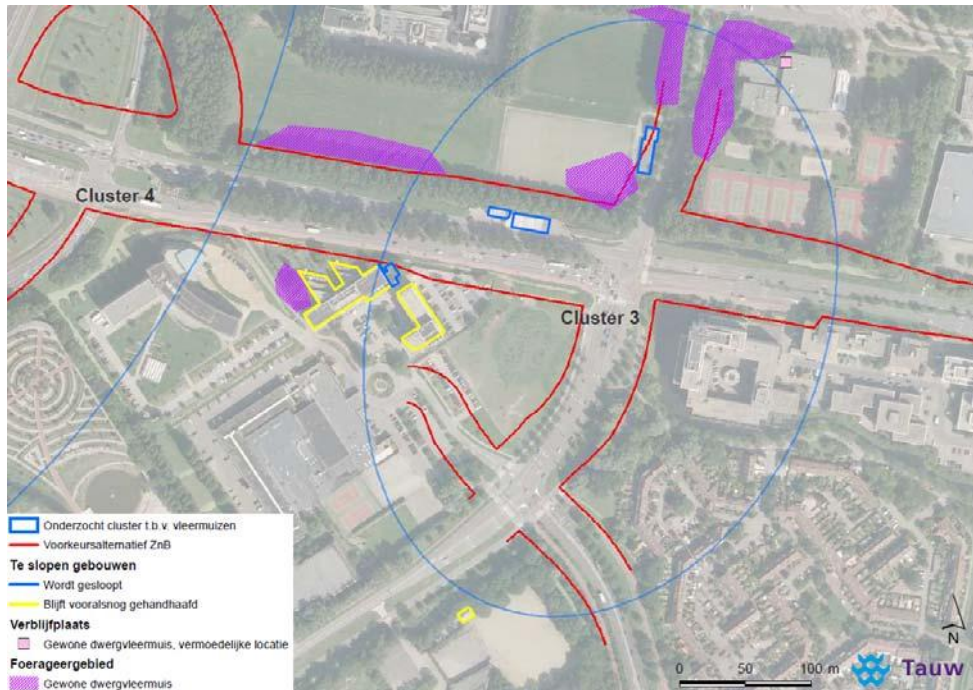 Cluster 4
Cluster 3
Onderzocht cluster t.b.v. vleermuizen
Voorkeursalternatief ZnB
Te slopen gebouwen
Wordt gesloopt
Blijft vooralsnog gehandhaafd
Verblijfplaats
Gewone dwergvleermuis, vermoedelijke locatie
Foerageergebied
Gewone dwergvleermuis
0 50 100 m
N
Tauw